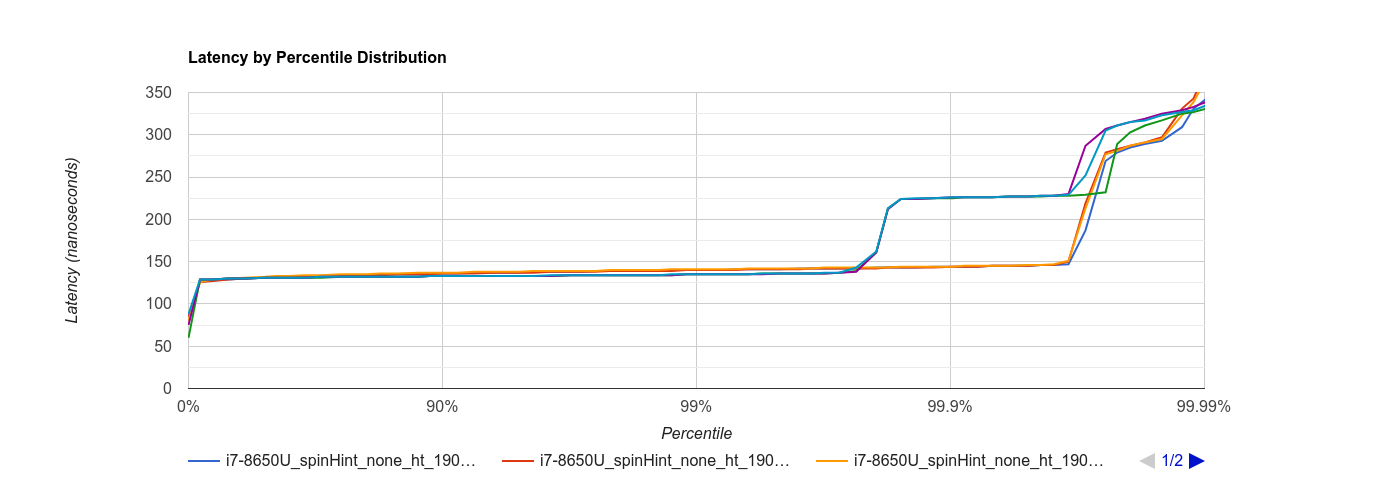 Latency by Percentile Distribution
350
300
250
200
150
100
50
0
Latency (nanoseconds)
0% 90% 99% 99.9% 99.99%
Percentile
i7-8650U_spinHint_none_ht_190… i7-8650U_spinHint_none_ht_190… i7-8650U_spinHint_none_ht_190… 1/2